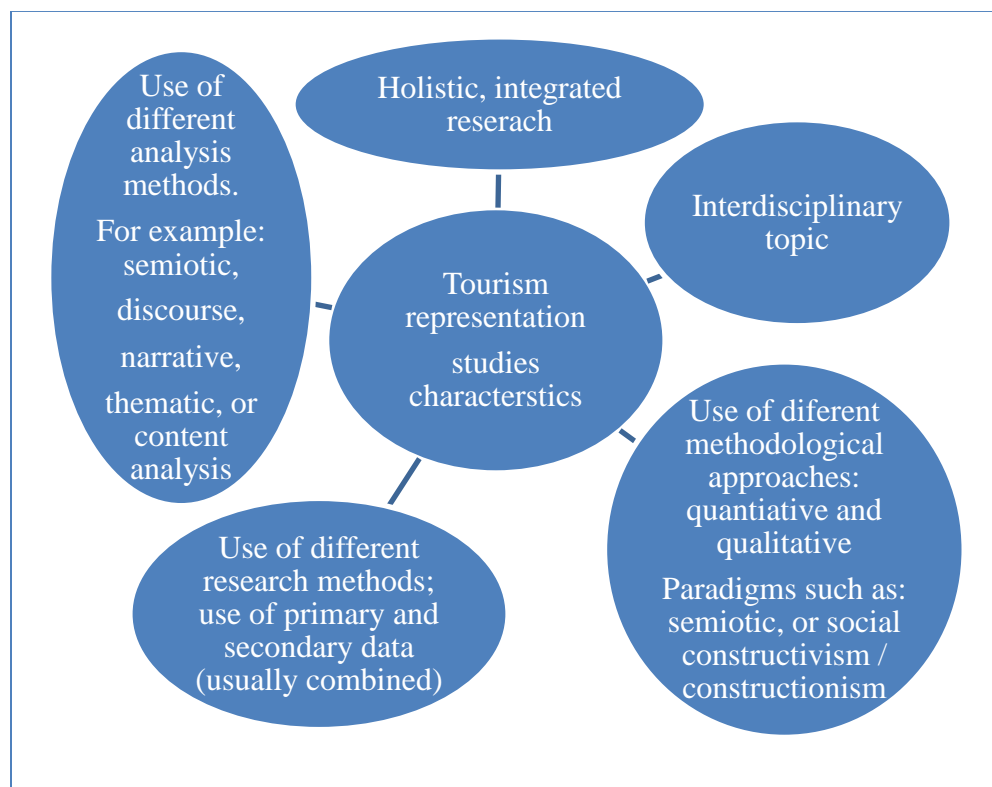 Holistic, integrated
reserach
Interdisciplinary
topic
Use of diferent
methodological
approaches:
quantiative and
qualitative
Paradigms such as:
semiotic, or social
constructivism /
constructionism
Use of different
research methods;
use of primary and
secondary data
(usually combined)
Use of
different
analysis
methods.
For example:
semiotic,
discourse,
narrative,
thematic, or
content
analysis
Tourism
representation
studies
characterstics